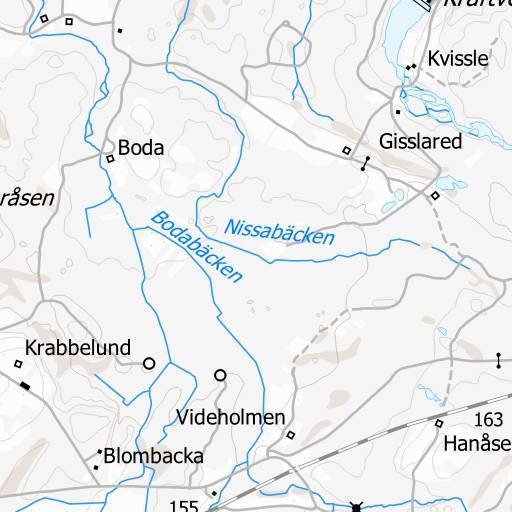 Kvissle
Gisslared
Boda
råsen
Nissabäcken
Bodabäcken
Krabbelund
Videholmen
163
Hanåse
Blombacka
155